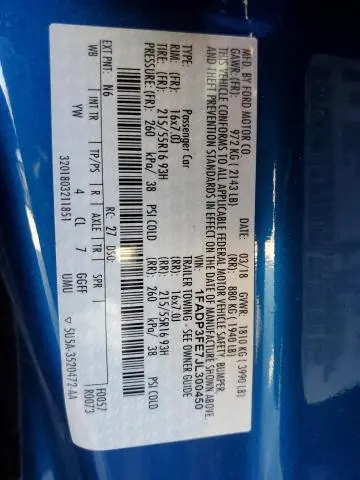 MFD BY FORD MOTOR CO.
03/18 GVWR: 1810 KG ( 3990 LB)
GAWR:(FR) 972 KG ( 2143 LB) (RR) 880 KG ( 1940 LB)
THIS VEHICLE CONFORMS TO ALL APPLICABLE FEDERAL MOTOR VEHICLE SAFETY, BUMPER,
AND THEFT PREVENTION STANDARDS IN EFFECT ON THE DATE OF MANUFACTURE SHOWN ABOVE.
VIN: 1FADP3FE7JL300450
TYPE: Passenger Car TRAILER TOWING - SEE OWNER GUIDE
RIM: (FR) 16x7.0J (RR) 16x7.0J
TIRE: (FR) 215/55R16 93H (RR) 215/55R16 93H
(FR) 260 kPa/ 38 PSI COLD (RR) 260 kPa/ 38 PSI COLD
EXT PNT: N6 RC: 27 DSO:
WB INT TR TP/PS AXLE TR SPR F0057
YW 4 CL 7 GGFF R0073
3201803211851 UMU
5U5A-3520472-AA